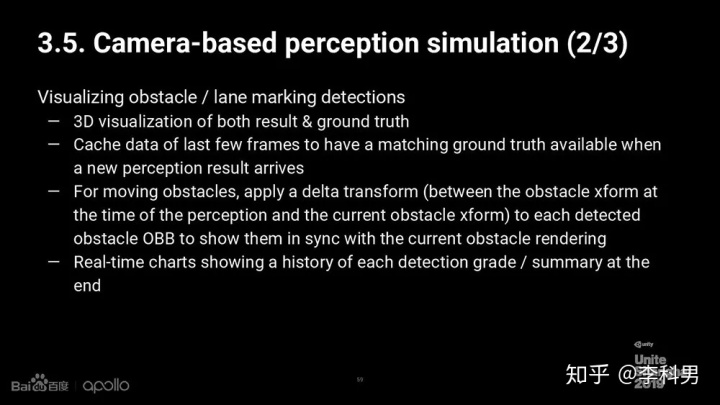 3.5. Camera-based perception simulation (2/3)
Visualizing obstacle / lane marking detections
— 3D visualization of both result & ground truth
— Cache data of last few frames to have a matching ground truth available when
a new perception result arrives
— For moving obstacles, apply a delta transform (between the obstacle xform at
the time of the perception and the current obstacle xform) to each detected
obstacle OBB to show them in sync with the current obstacle rendering
— Real-time charts showing a history of each detection grade / summary at the
end
unity
Unite
2019
知乎 @李科男
Bai百度 apollo
59